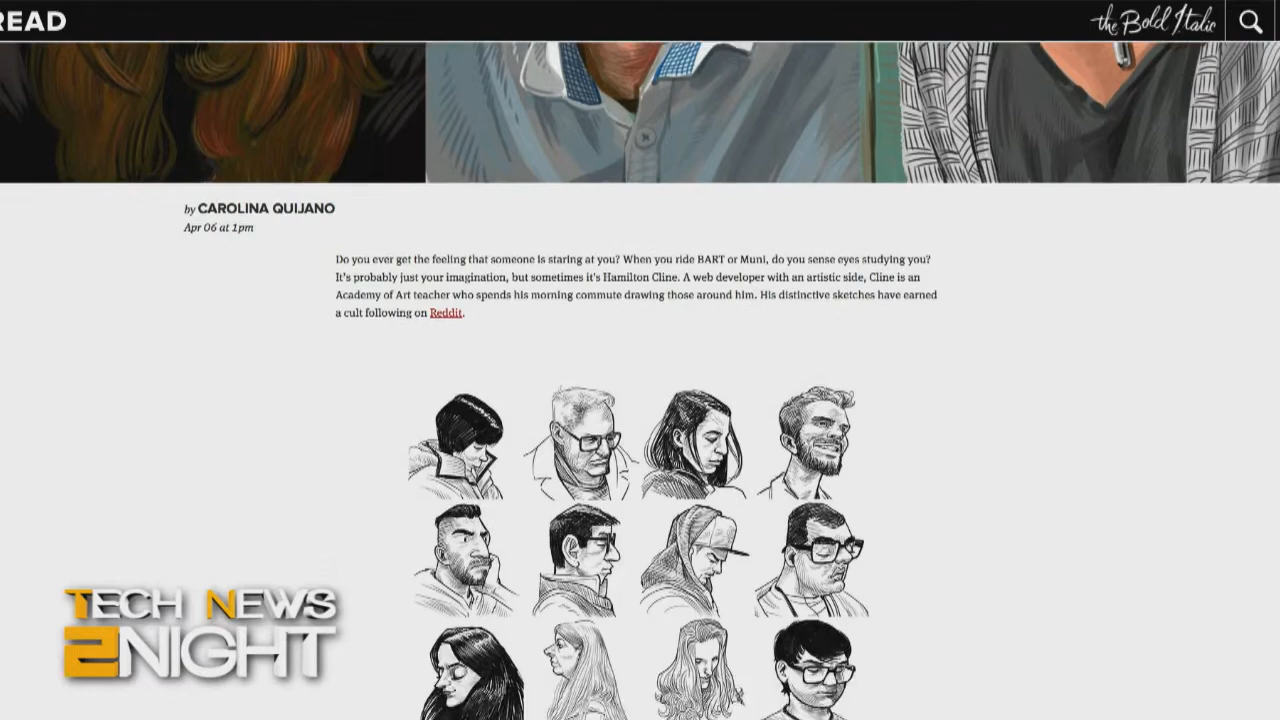 READ
the Bold Italic
by CAROLINA QUIJANO
Apr 06 at 1pm
Do you ever get the feeling that someone is staring at you? When you ride BART or Muni, do you sense eyes studying you?
It's probably just your imagination, but sometimes it's Hamilton Cline. A web developer with an artistic side, Cline is an
Academy of Art teacher who spends his morning commute drawing those around him. His distinctive sketches have earned
a cult following on Reddit.
TECH NEWS
2NIGHT